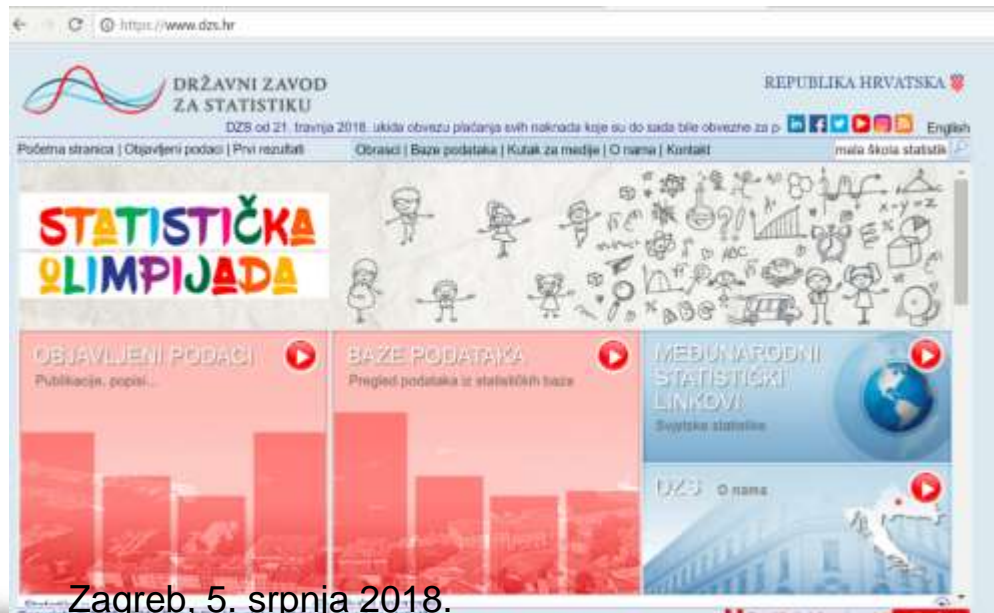 https://www.dzs.hr
DRŽAVNI ZAVOD
ZA STATISTIKU
REPUBLIKA HRVATSKA
DZS od 21. travnja 2018. ukida obvezu plaćanja svih naknada koje su do sada bile obvezne za p
English
Početna stranica | Objavljeni podaci | Prvi rezultati
Obrasci | Baze podataka | Kutak za medije | O nama | Kontakt
mala škola statistik
STATISTIČKA
OLIMPIJADA
ABC
x-y=z
OBJAVLJENI PODACI
Publikacije, popisi...
BAZE PODATAKA
Pregled podataka iz statističkih baza
MEĐUNARODNI
STATISTIČKI
LINKOVI
Svjetske statistike
DZS O nama
Zagreb, 5. srpnja 2018.